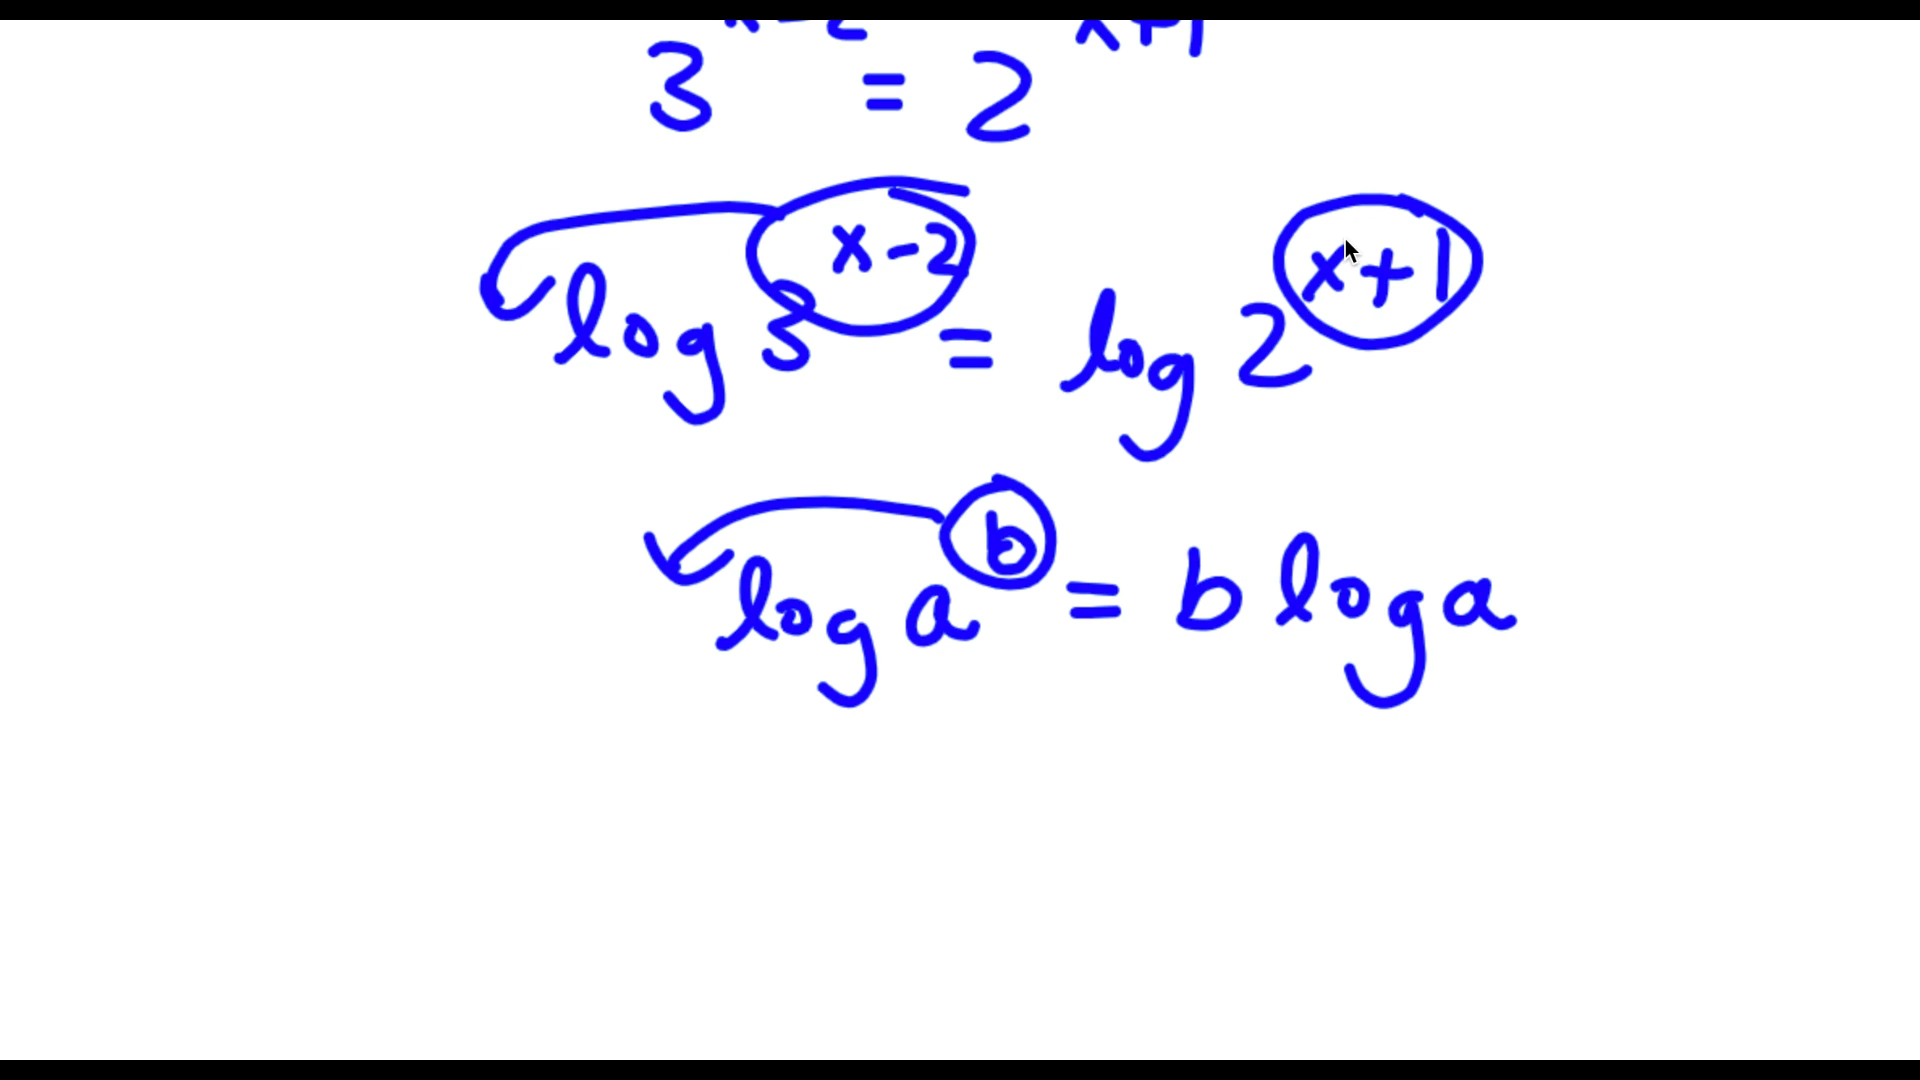 3^{x-2} = 2^{x+1}
log 3^{x-2} = log 2^{x+1}
log a^b = b log a